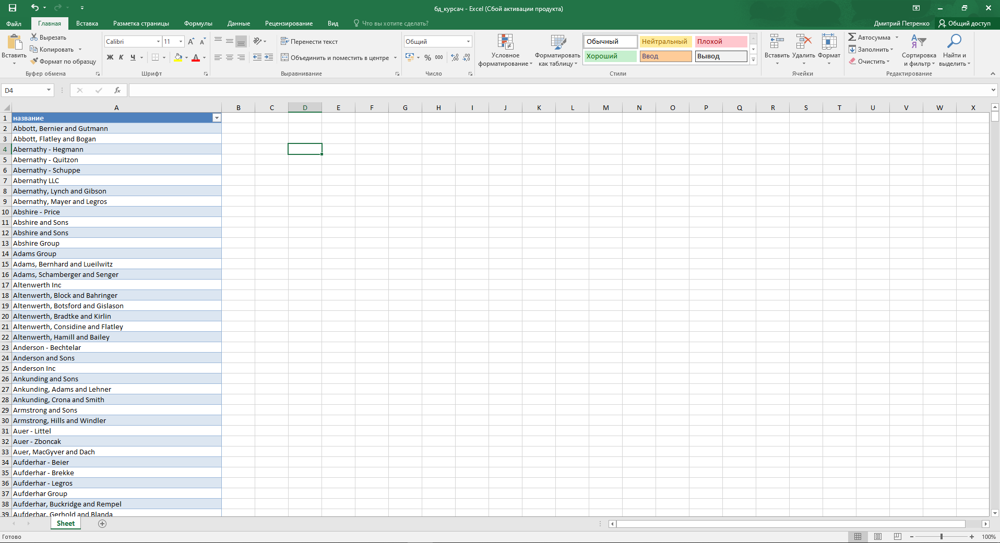 бд_курсач - Excel (Сбой активации продукта)
Файл Главная Вставка Разметка страницы Формулы Данные Рецензирование Вид Что вы хотите сделать? Дмитрий Петренко Общий доступ
Вставить
Вырезать
Копировать
Формат по образцу
Буфер обмена
Calibri 11
Ж К Ч
Шрифт
Перенести текст
Объединить и поместить в центре
Выравнивание
Общий
% 000
Число
Условное форматирование
Форматировать как таблицу
Обычный Нейтральный Плохой
Хороший Ввод Вывод
Стили
Вставить Удалить Формат
Ячейки
Автосумма
Заполнить
Очистить
Сортировка и фильтр
Найти и выделить
Редактирование
D4 fx
A B C D E F G H I J K L M N O P Q R S T U V W X
1 название
2 Abbott, Bernier and Gutmann
3 Abbott, Flatley and Bogan
4 Abernathy - Hegmann
5 Abernathy - Quitzon
6 Abernathy - Schuppe
7 Abernathy LLC
8 Abernathy, Lynch and Gibson
9 Abernathy, Mayer and Legros
10 Abshire - Price
11 Abshire and Sons
12 Abshire and Sons
13 Abshire Group
14 Adams Group
15 Adams, Bernhard and Lueilwitz
16 Adams, Schamberger and Senger
17 Altenwerth Inc
18 Altenwerth, Block and Bahringer
19 Altenwerth, Botsford and Gislason
20 Altenwerth, Bradtke and Kirlin
21 Altenwerth, Considine and Flatley
22 Altenwerth, Hamill and Bailey
23 Anderson - Bechtelar
24 Anderson and Sons
25 Anderson Inc
26 Ankunding and Sons
27 Ankunding, Adams and Lehner
28 Ankunding, Crona and Smith
29 Armstrong and Sons
30 Armstrong, Hills and Windler
31 Auer - Littel
32 Auer - Zboncak
33 Auer, MacGyver and Dach
34 Aufderhar - Beier
35 Aufderhar - Brekke
36 Aufderhar - Legros
37 Aufderhar Group
38 Aufderhar, Buckridge and Rempel
39 Aufderhar, Gerhold and Blanda
Sheet
Готово 100%